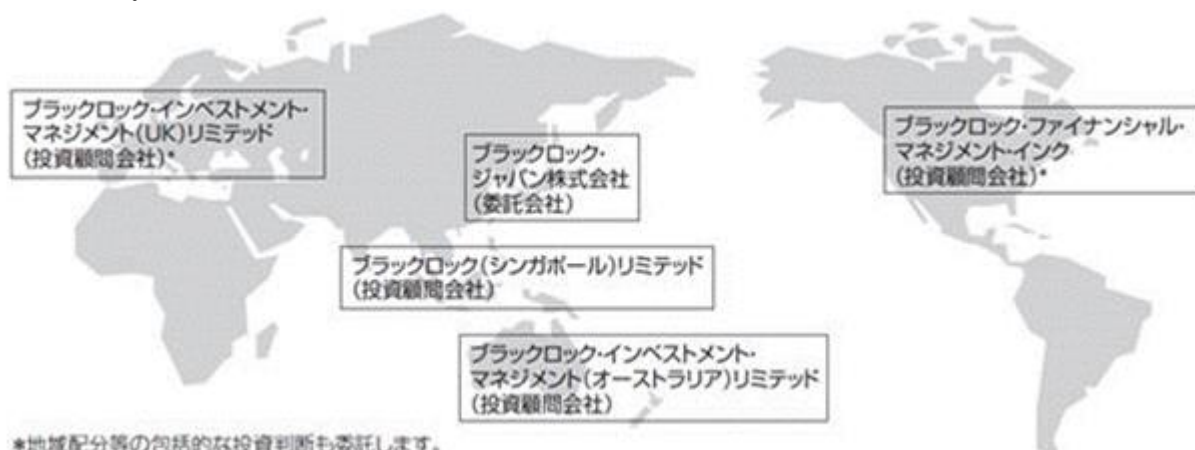 ブラックロック・インベストメント・
マネジメント(UK)リミテッド
(投資顧問会社)*
ブラックロック・
ジャパン株式会社
(委託会社)
ブラックロック・ファイナンシャル・
マネジメント・インク
(投資顧問会社)*
ブラックロック(シンガポール)リミテッド
(投資顧問会社)
ブラックロック・インベストメント・
マネジメント(オーストラリア)リミテッド
(投資顧問会社)
*地域配分等の包括的な投資判断も委託します。